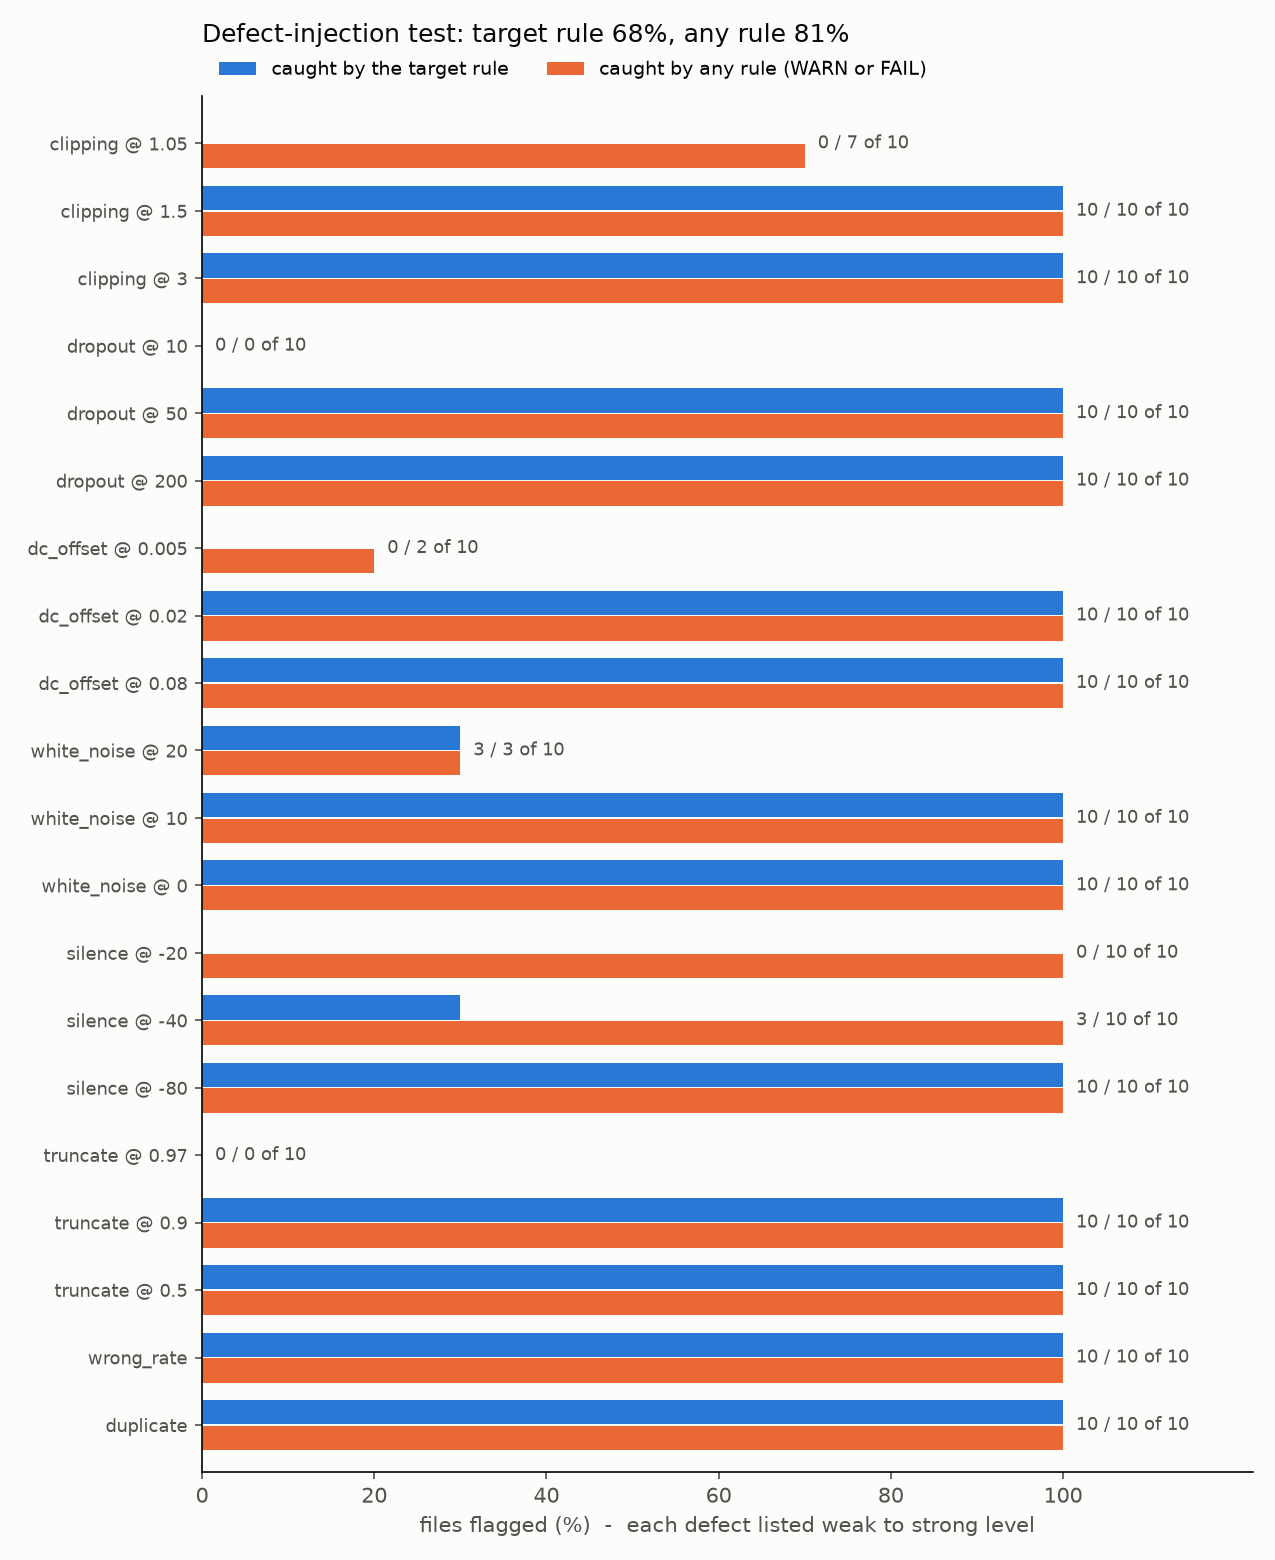 Defect-injection test: target rule 68%, any rule 81%
caught by the target rule caught by any rule (WARN or FAIL)
clipping @ 1.05 0 / 7 of 10
clipping @ 1.5 10 / 10 of 10
clipping @ 3 10 / 10 of 10
dropout @ 10 0 / 0 of 10
dropout @ 50 10 / 10 of 10
dropout @ 200 10 / 10 of 10
dc_offset @ 0.005 0 / 2 of 10
dc_offset @ 0.02 10 / 10 of 10
dc_offset @ 0.08 10 / 10 of 10
white_noise @ 20 3 / 3 of 10
white_noise @ 10 10 / 10 of 10
white_noise @ 0 10 / 10 of 10
silence @ -20 0 / 10 of 10
silence @ -40 3 / 10 of 10
silence @ -80 10 / 10 of 10
truncate @ 0.97 0 / 0 of 10
truncate @ 0.9 10 / 10 of 10
truncate @ 0.5 10 / 10 of 10
wrong_rate 10 / 10 of 10
duplicate 10 / 10 of 10
0 20 40 60 80 100
files flagged (%) - each defect listed weak to strong level